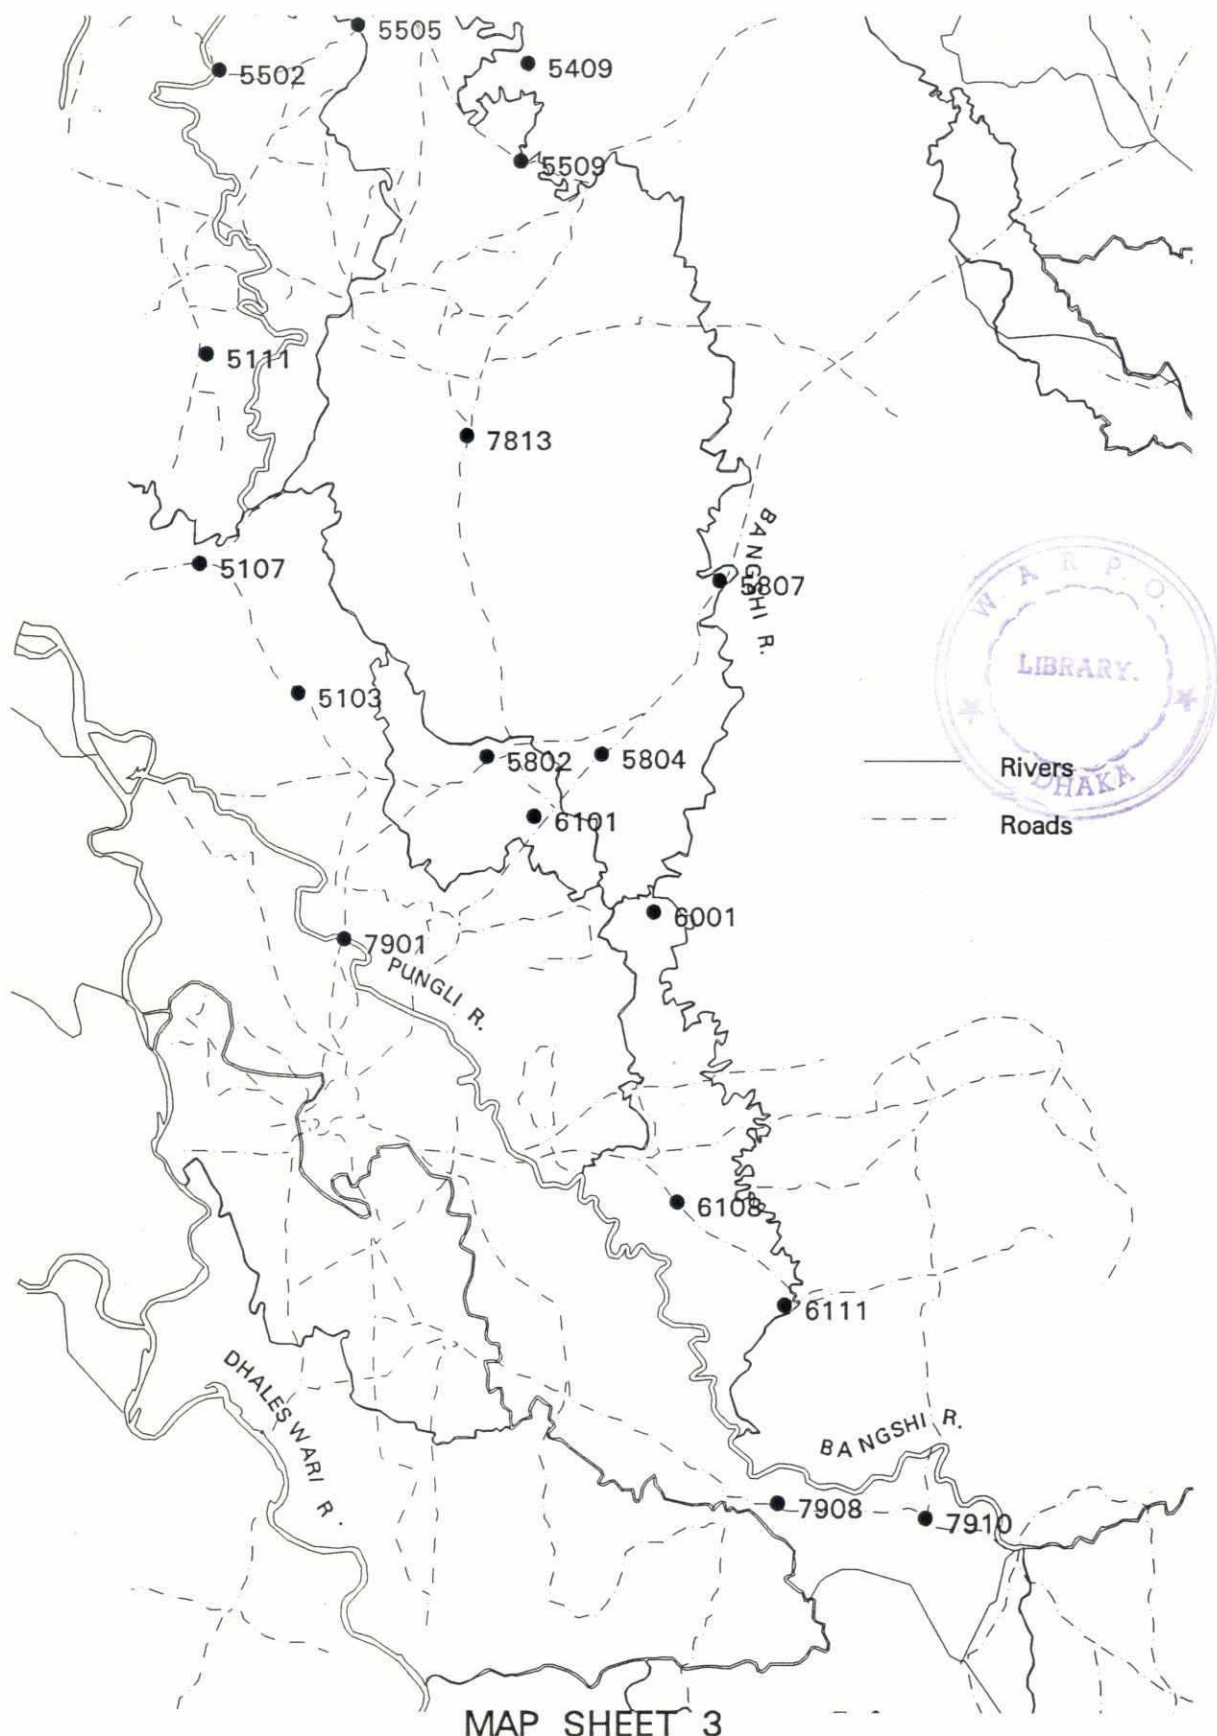 5505
5502
5409
5509
5111
7813
BANGSHI R.
5107
5807
W. A R P. O.
LIBRARY.
DHAKA
5103
5802
5804
Rivers
6101
Roads
6001
7901
PUNGLI R.
6108
6111
DHALESWARI R.
BANGSHI R.
7908
7910
MAP SHEET 3